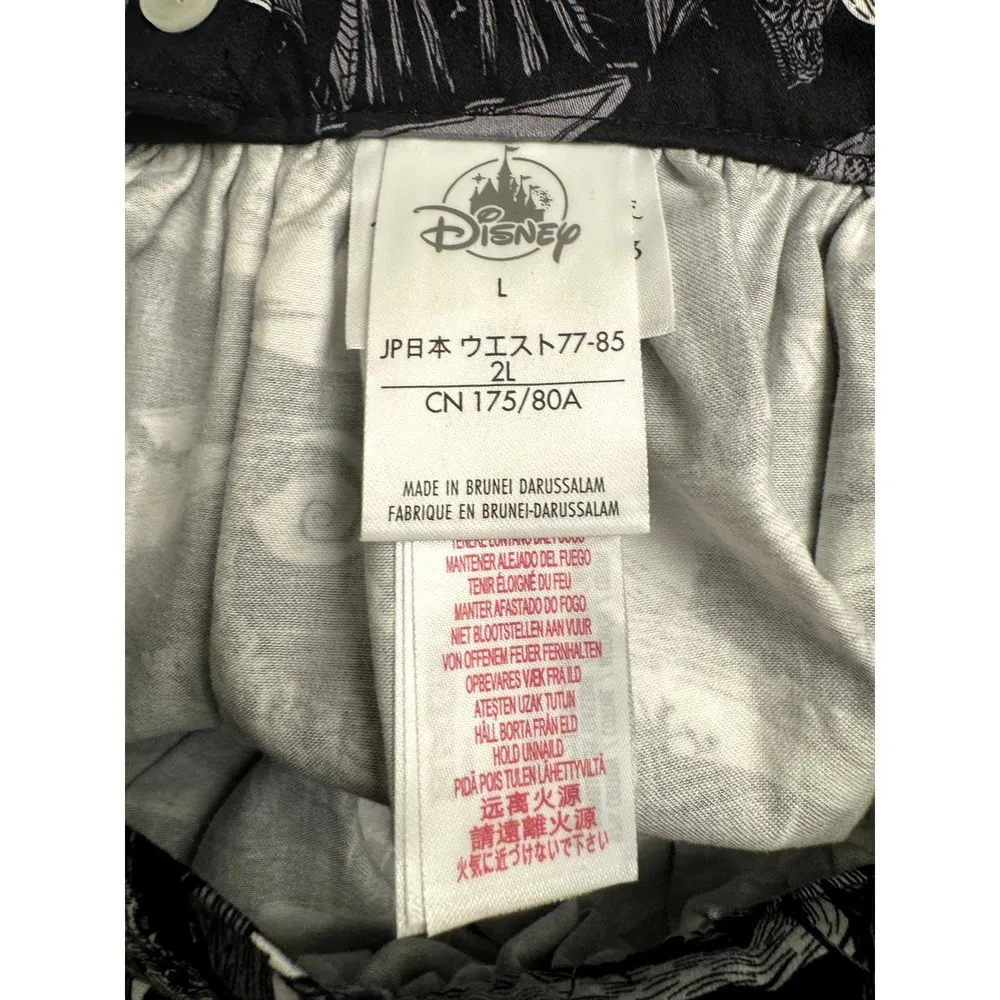 Disney
L
JP日本 ウエスト77-85
2L
CN 175/80A
MADE IN BRUNEI DARUSSALAM
FABRIQUE EN BRUNEI-DARUSSALAM
MANTENER ALEJADO DEL FUEGO
TENIR ÉLOIGNÉ DU FEU
MANTER AFASTADO DO FOGO
NIET BLOOTSTELLEN AAN VUUR
VON OFFENEM FEUER FERNHALTEN
OPBEVARES VÆK FRA ILD
ATEŞTEN UZAK TUTUN
HÅLL BORTA FRÅN ELD
HOLD UNNA ILD
PIDÄ POIS TULEN LÄHETTYVILTÄ
远离火源
請遠離火源
火気に近づけないで下さい